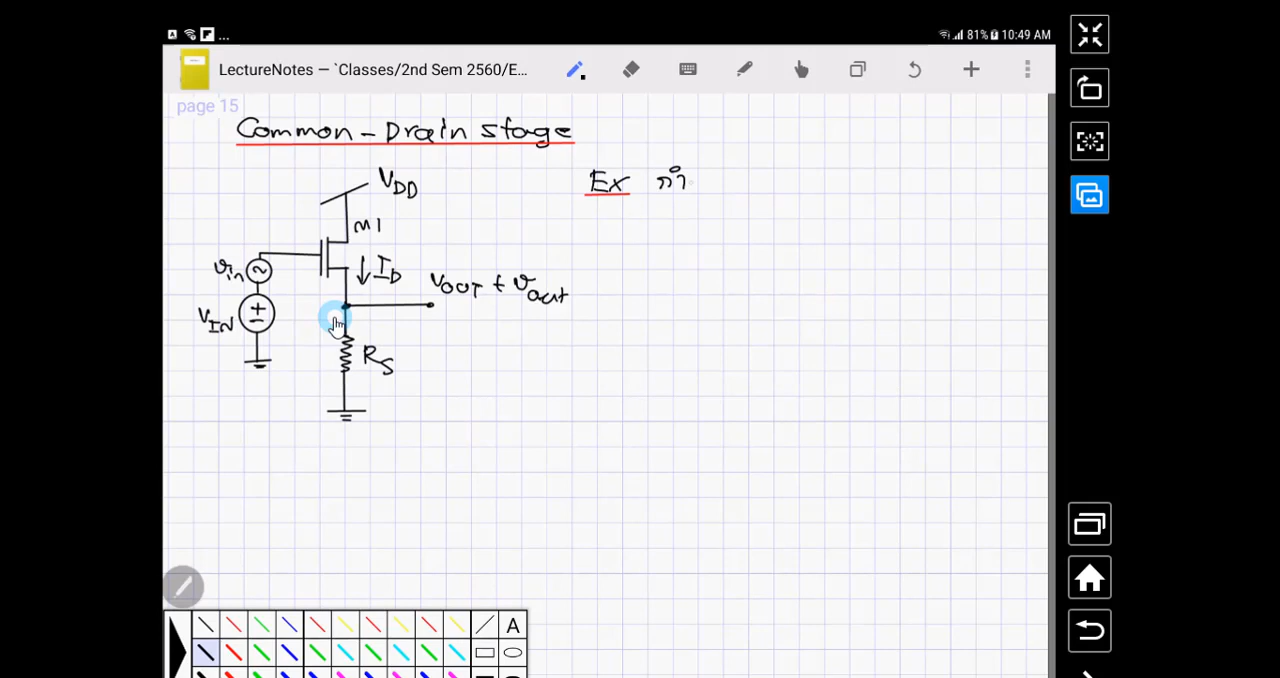 81% 10:49 AM
LectureNotes — `Classes/2nd Sem 2560/E...
page 15
Common-Drain stage
VDD
Ex
M1
ID
vin
VOUT + vout
VIN
RS
A